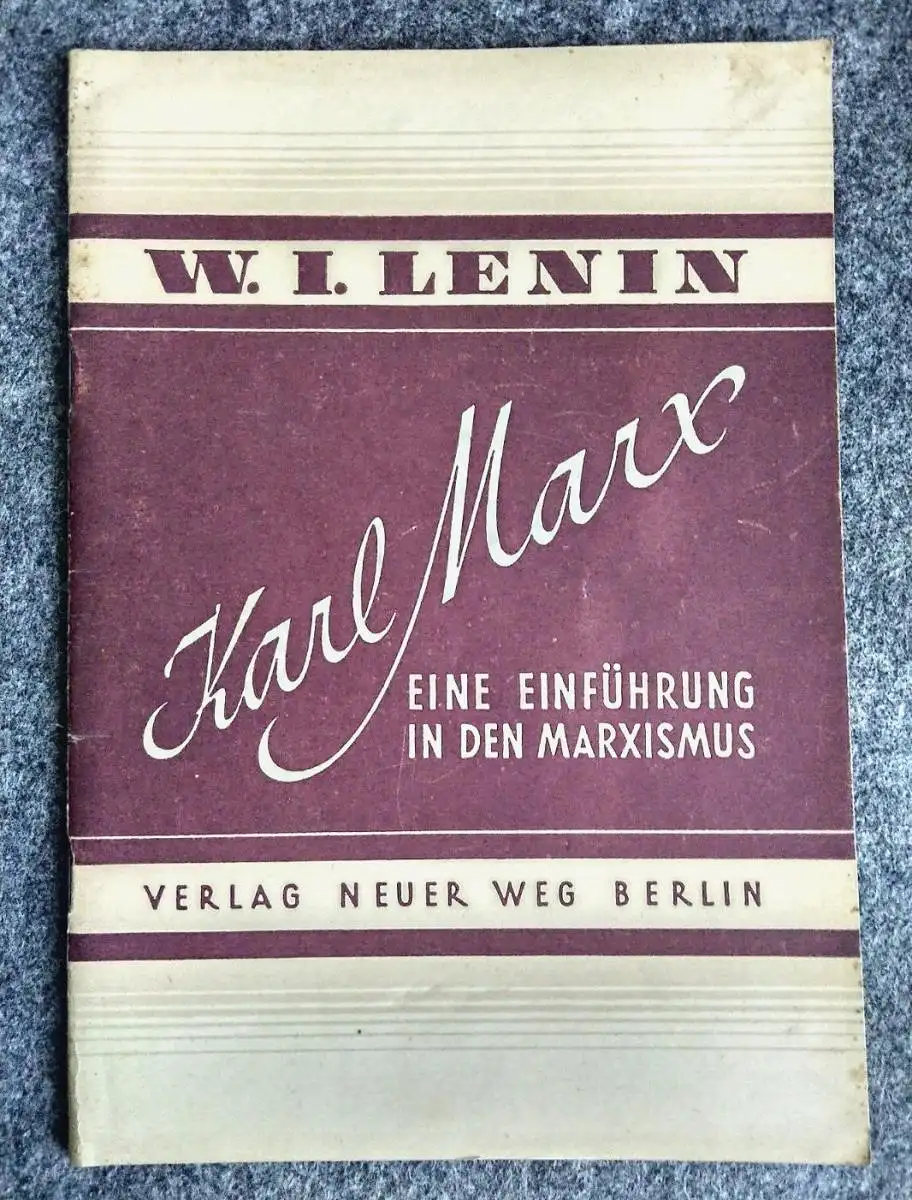 W. I. LENIN
Karl Marx
EINE EINFÜHRUNG
IN DEN MARXISMUS
VERLAG NEUER WEG BERLIN